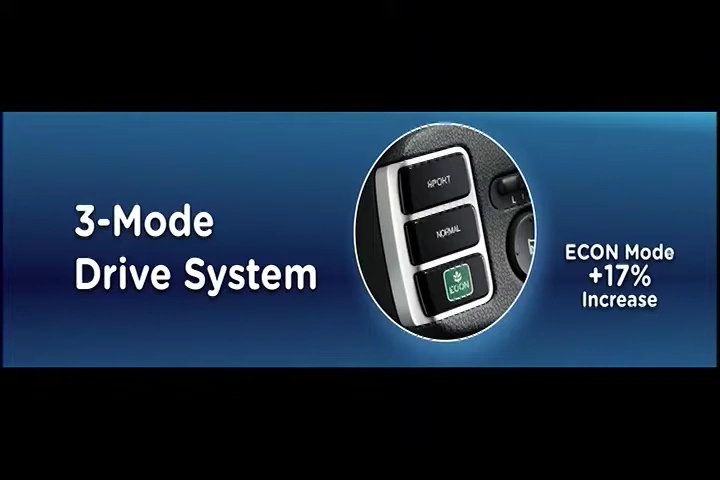 3-Mode
Drive System
SPORT
NORMAL
ECON
ECON Mode
+17%
Increase